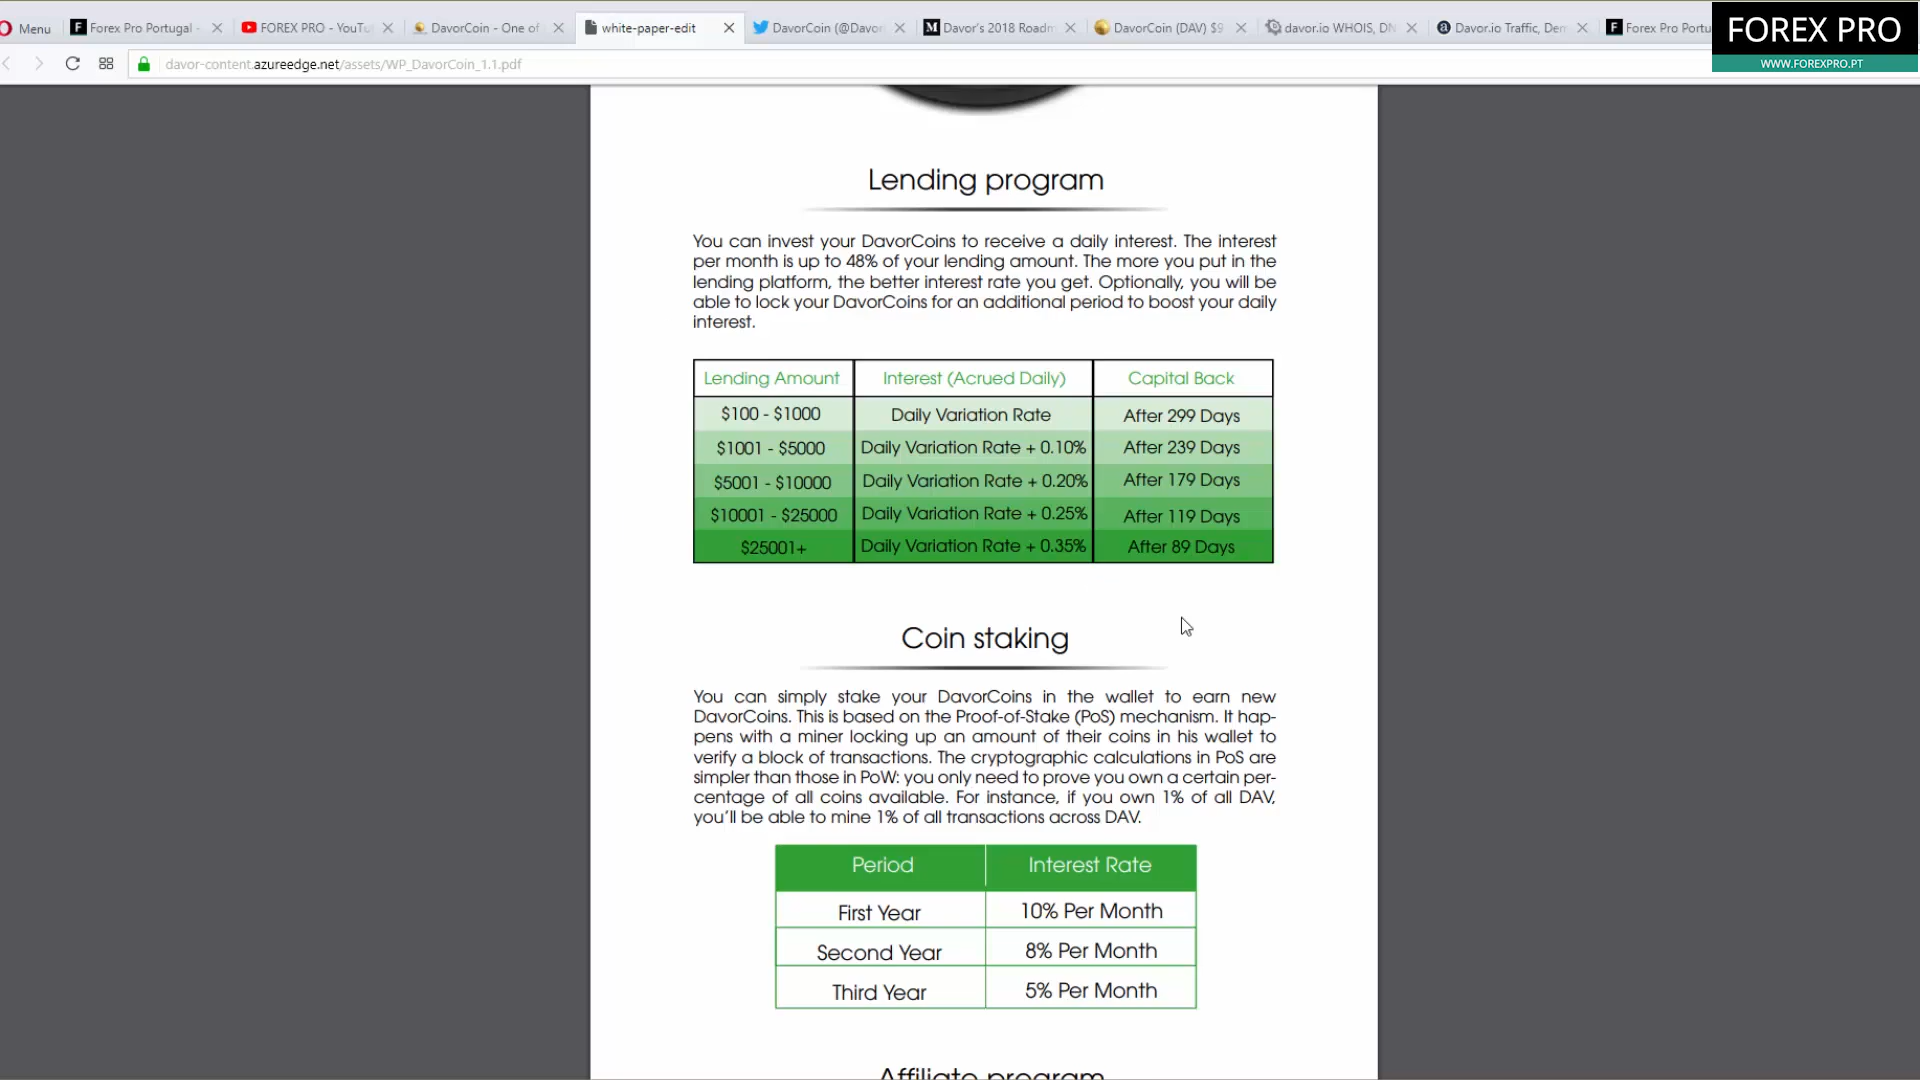 Menu
Forex Pro Portugal -
FOREX PRO - YouTu
DavorCoin - One of
white-paper-edit
DavorCoin (@Davor
Davor's 2018 Roadm
DavorCoin (DAV) $9
davor.io WHOIS, DN
Davor.io Traffic, Dem
Forex Pro Portu
FOREX PRO
WWW.FOREXPRO.PT
davor-content.azureedge.net/assets/WP_DavorCoin_1.1.pdf
Lending program
You can invest your DavorCoins to receive a daily interest. The interest
per month is up to 48% of your lending amount. The more you put in the
lending platform, the better interest rate you get. Optionally, you will be
able to lock your DavorCoins for an additional period to boost your daily
interest.
Lending Amount Interest (Accrued Daily) Capital Back
$100 - $1000 Daily Variation Rate After 299 Days
$1001 - $5000 Daily Variation Rate + 0.10% After 239 Days
$5001 - $10000 Daily Variation Rate + 0.20% After 179 Days
$10001 - $25000 Daily Variation Rate + 0.25% After 119 Days
$25001+ Daily Variation Rate + 0.35% After 89 Days
Coin staking
You can simply stake your DavorCoins in the wallet to earn new
DavorCoins. This is based on the Proof-of-Stake (PoS) mechanism. It hap-
pens with a miner locking up an amount of their coins in his wallet to
verify a block of transactions. The cryptographic calculations in PoS are
simpler than those in PoW: you only need to prove you own a certain per-
centage of all coins available. For instance, if you own 1% of all DAV,
you'll be able to mine 1% of all transactions across DAV.
Period Interest Rate
First Year 10% Per Month
Second Year 8% Per Month
Third Year 5% Per Month
Affiliate program